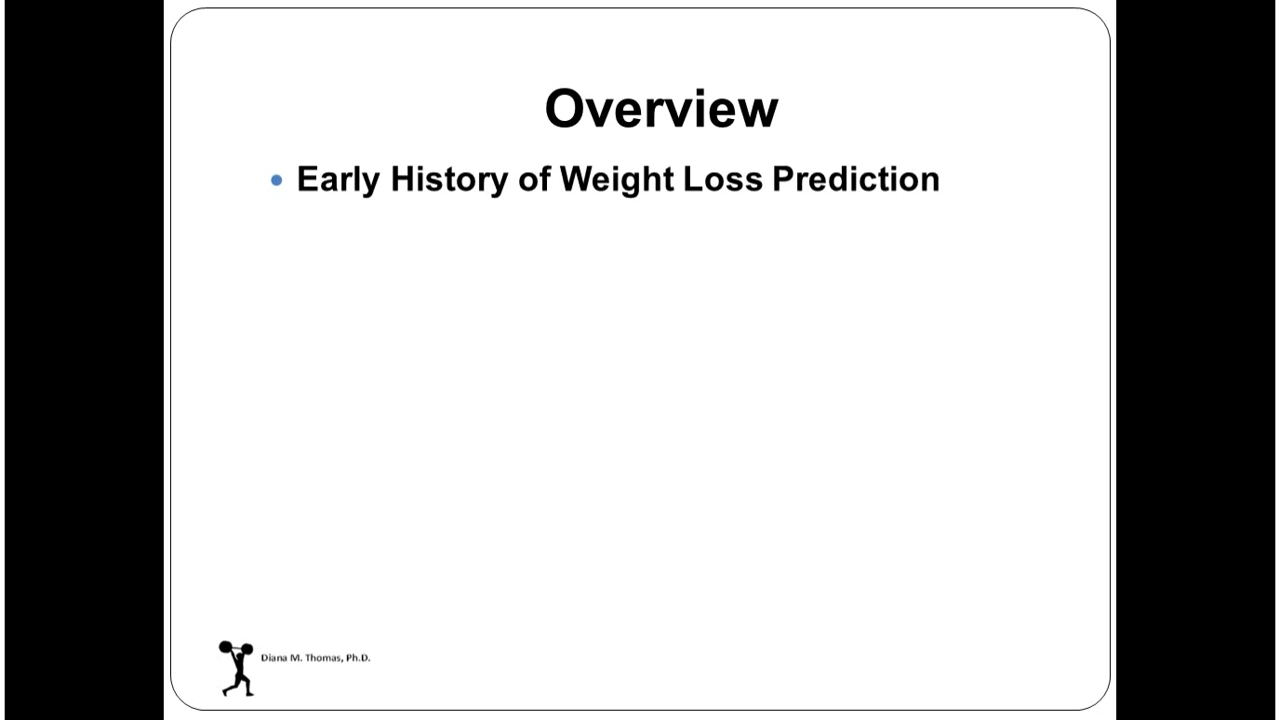 Overview
• Early History of Weight Loss Prediction
Diana M. Thomas, Ph.D.